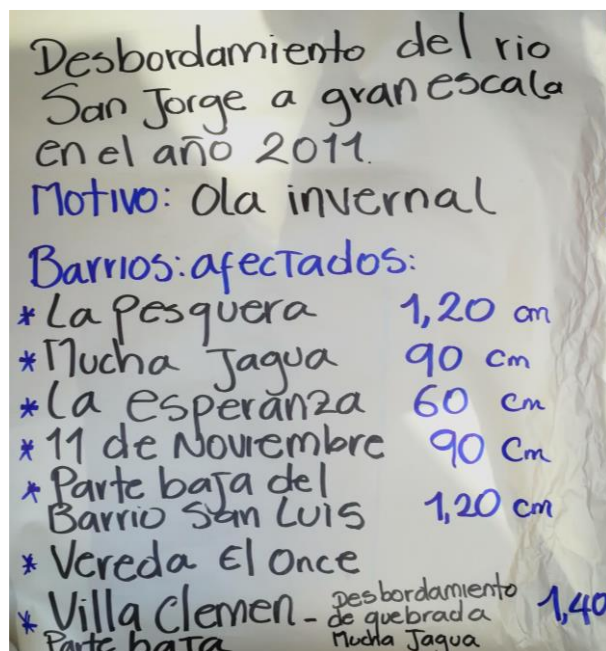 Desbordamiento del rio
San Jorge a gran escala
en el año 2011.
Motivo: Ola invernal
Barrios: afectados:
* La Pesquera 1,20 cm
* Mucha Jagua 90 cm
* La esperanza 60 cm
* 11 de Noviembre 90 cm
* Parte baja del
Barrio San Luis 1,20 cm
* Vereda El Once
* Villa Clemen - Desbordamiento
de quebrada 1,40
Parte baja Mucha Jagua